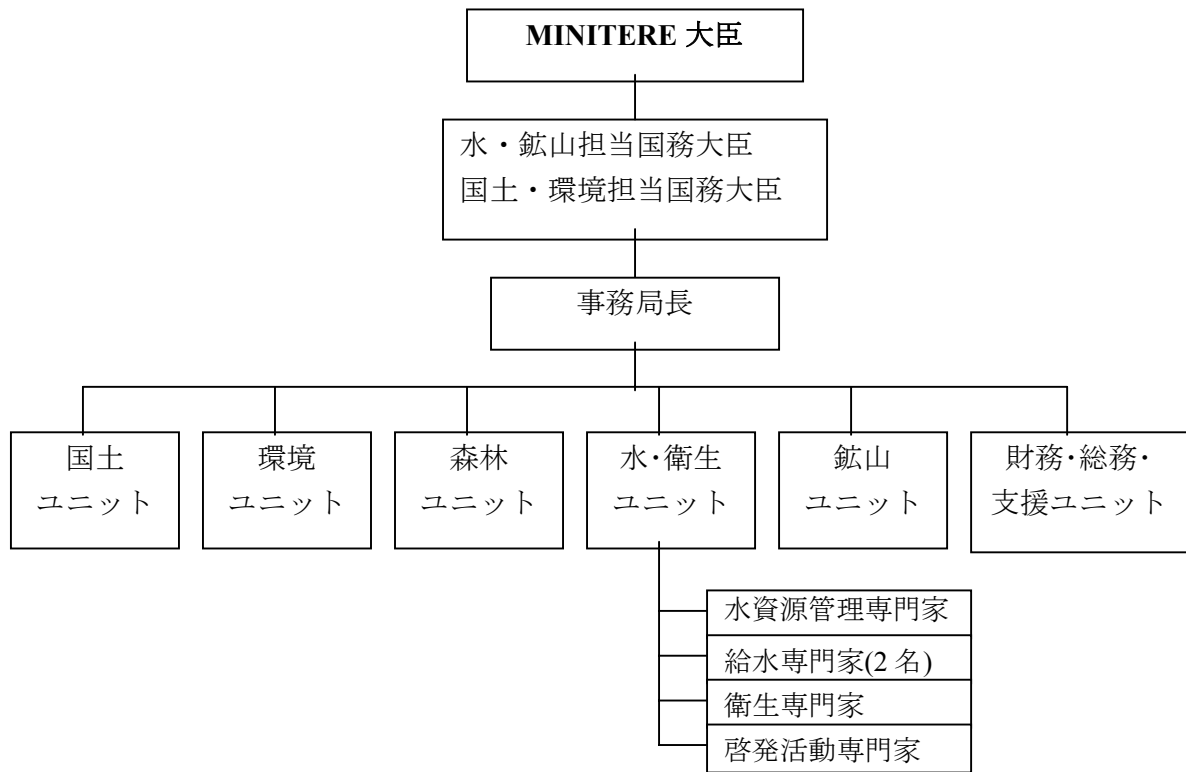 MINITERE 大臣
水・鉱山担当国務大臣
国土・環境担当国務大臣
事務局長
国土
ユニット
環境
ユニット
森林
ユニット
水・衛生
ユニット
鉱山
ユニット
財務・総務・
支援ユニット
水資源管理専門家
給水専門家(2 名)
衛生専門家
啓発活動専門家